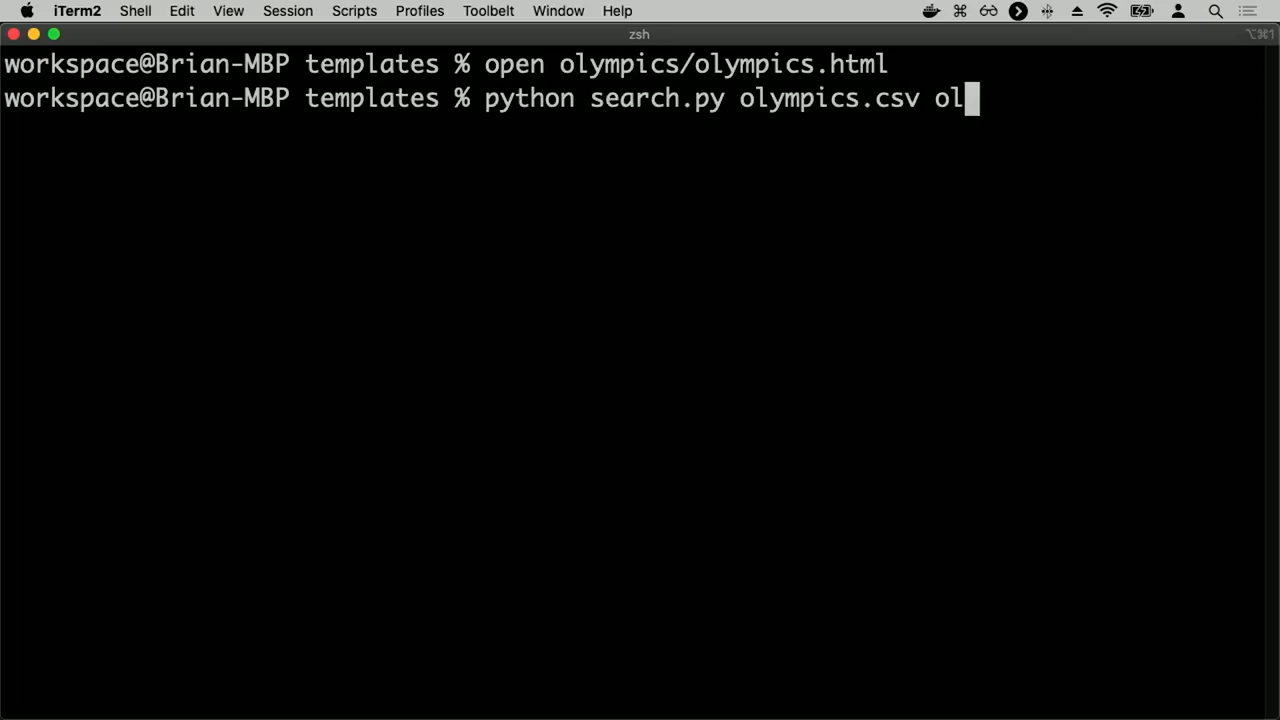 iTerm2 Shell Edit View Session Scripts Profiles Toolbelt Window Help
zsh ⌥⌘1
workspace@Brian-MBP templates % open olympics/olympics.html
workspace@Brian-MBP templates % python search.py olympics.csv ol